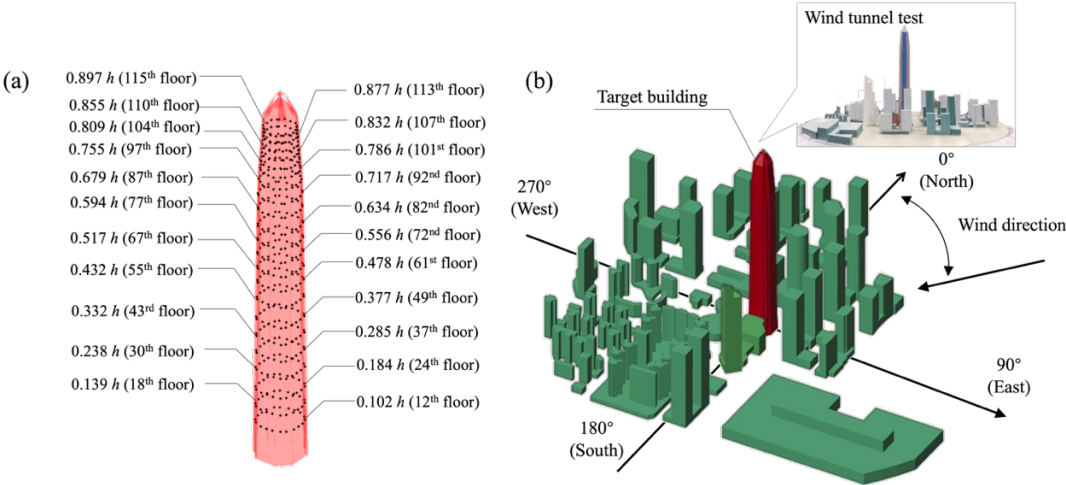 (a)
0.897 h (115th floor)
0.877 h (113th floor)
0.855 h (110th floor)
0.832 h (107th floor)
0.809 h (104th floor)
0.786 h (101st floor)
0.755 h (97th floor)
0.717 h (92nd floor)
0.679 h (87th floor)
0.634 h (82nd floor)
0.594 h (77th floor)
0.556 h (72nd floor)
0.517 h (67th floor)
0.478 h (61st floor)
0.432 h (55th floor)
0.377 h (49th floor)
0.332 h (43rd floor)
0.285 h (37th floor)
0.238 h (30th floor)
0.184 h (24th floor)
0.139 h (18th floor)
0.102 h (12th floor)
(b)
Wind tunnel test
Target building
0°
(North)
270°
(West)
Wind direction
90°
(East)
180°
(South)